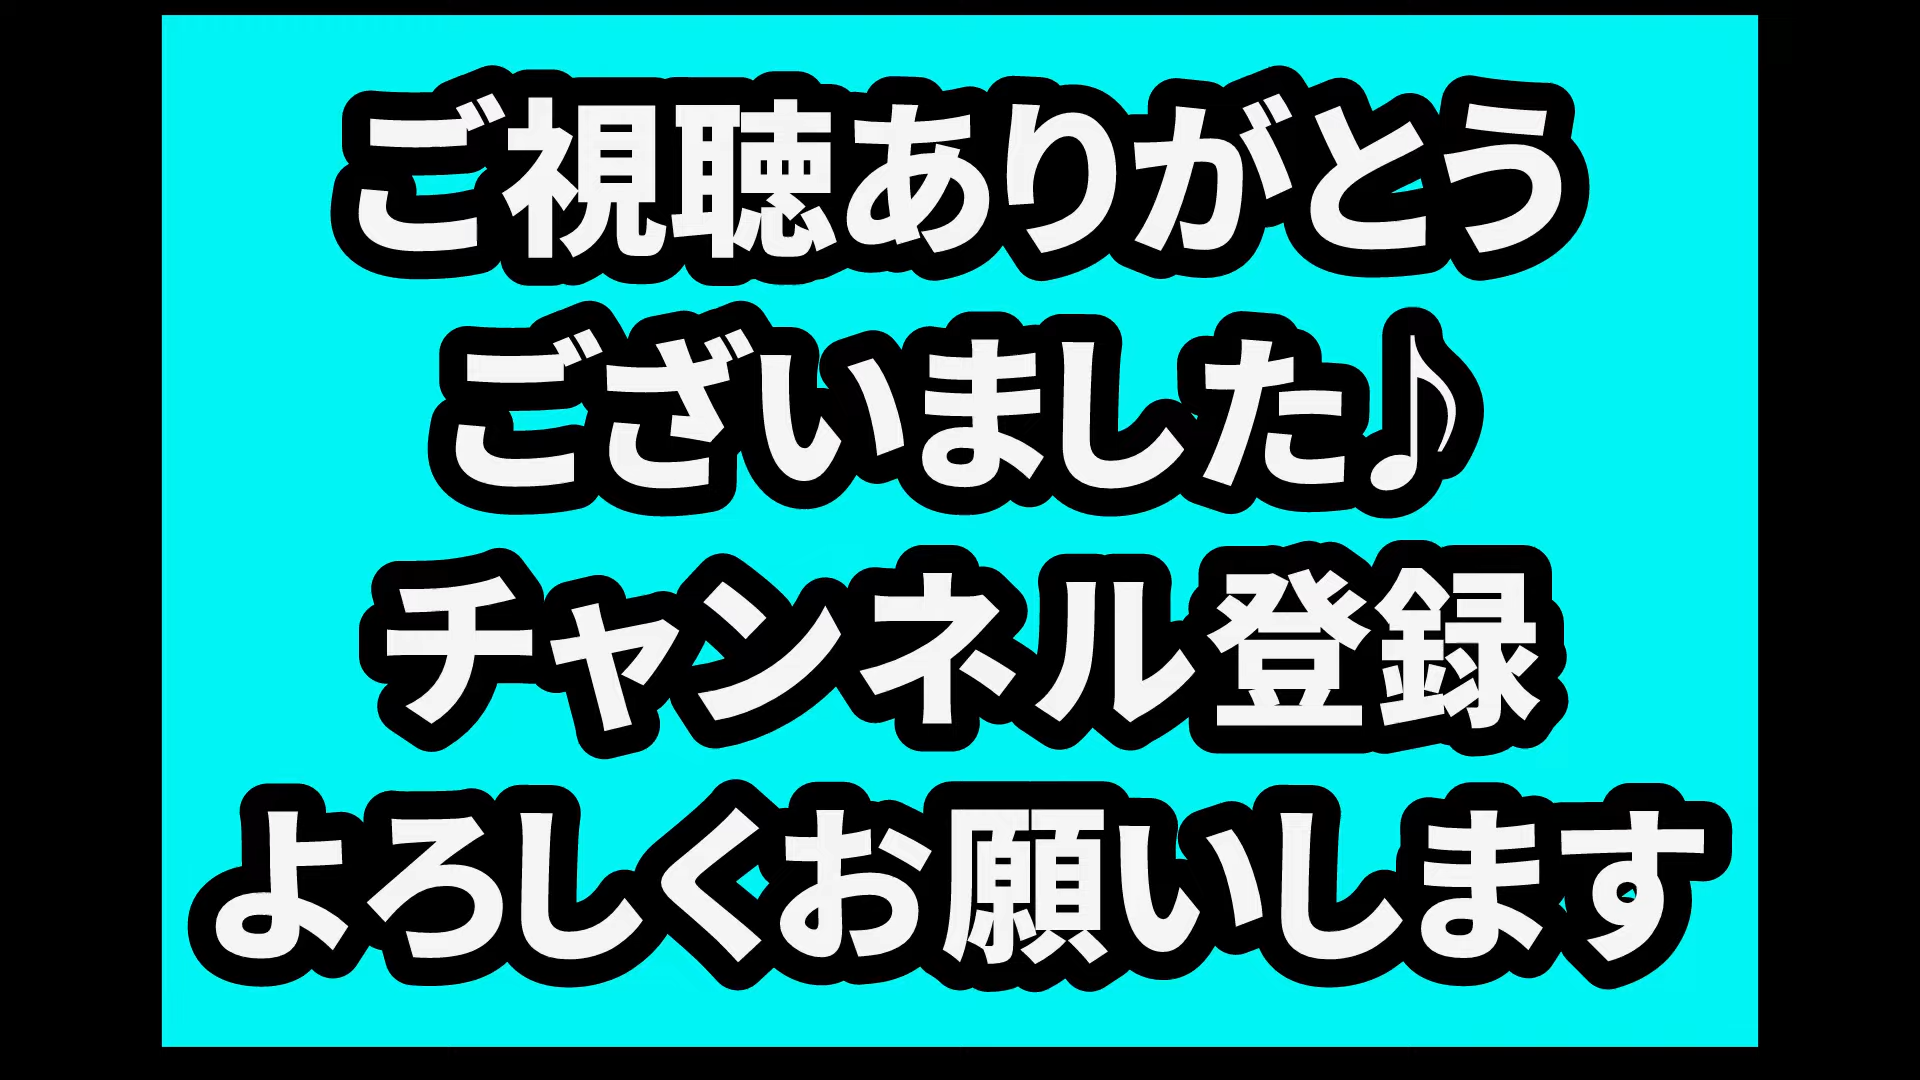 ご視聴ありがとう
ございました♪
チャンネル登録
よろしくお願いします